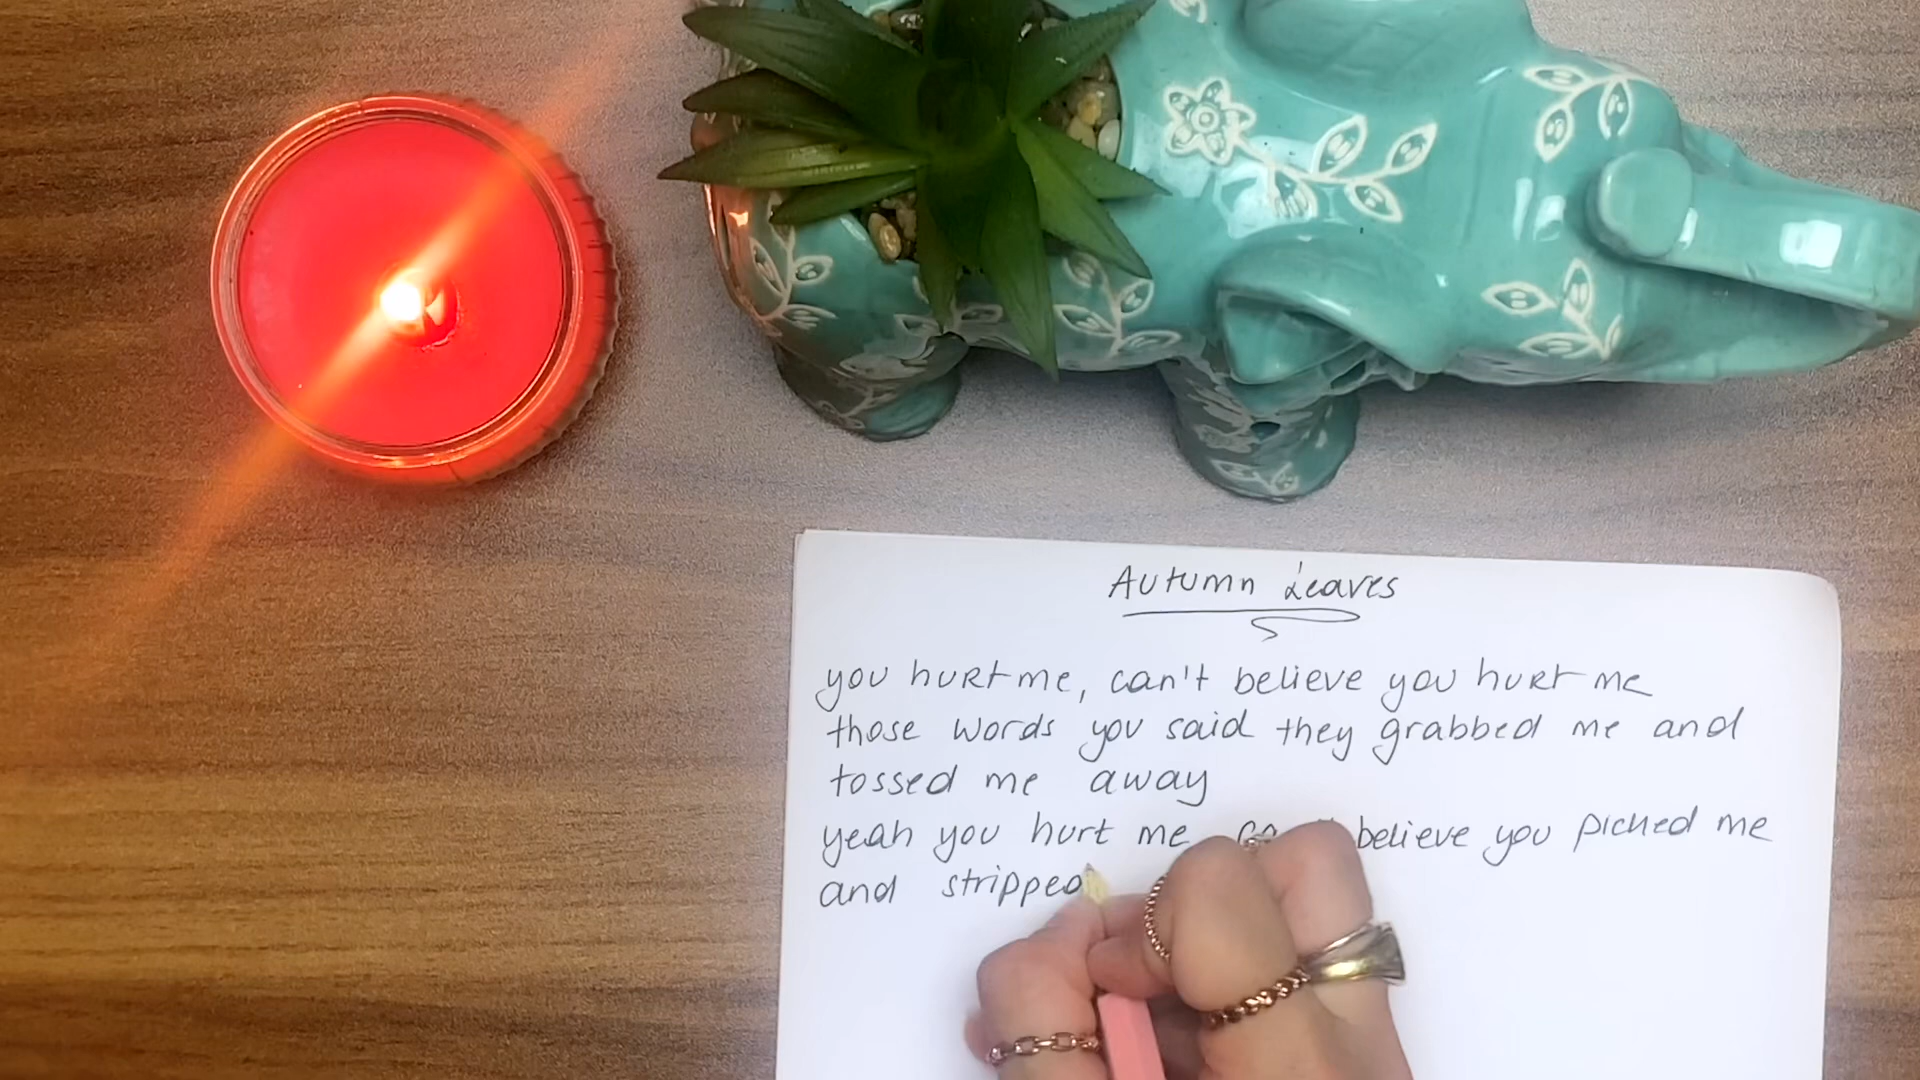 Autumn Leaves
you hurt me, can't believe you hurt me
those words you said they grabbed me and
tossed me away
yeah you hurt me believe you picked me
and stripped